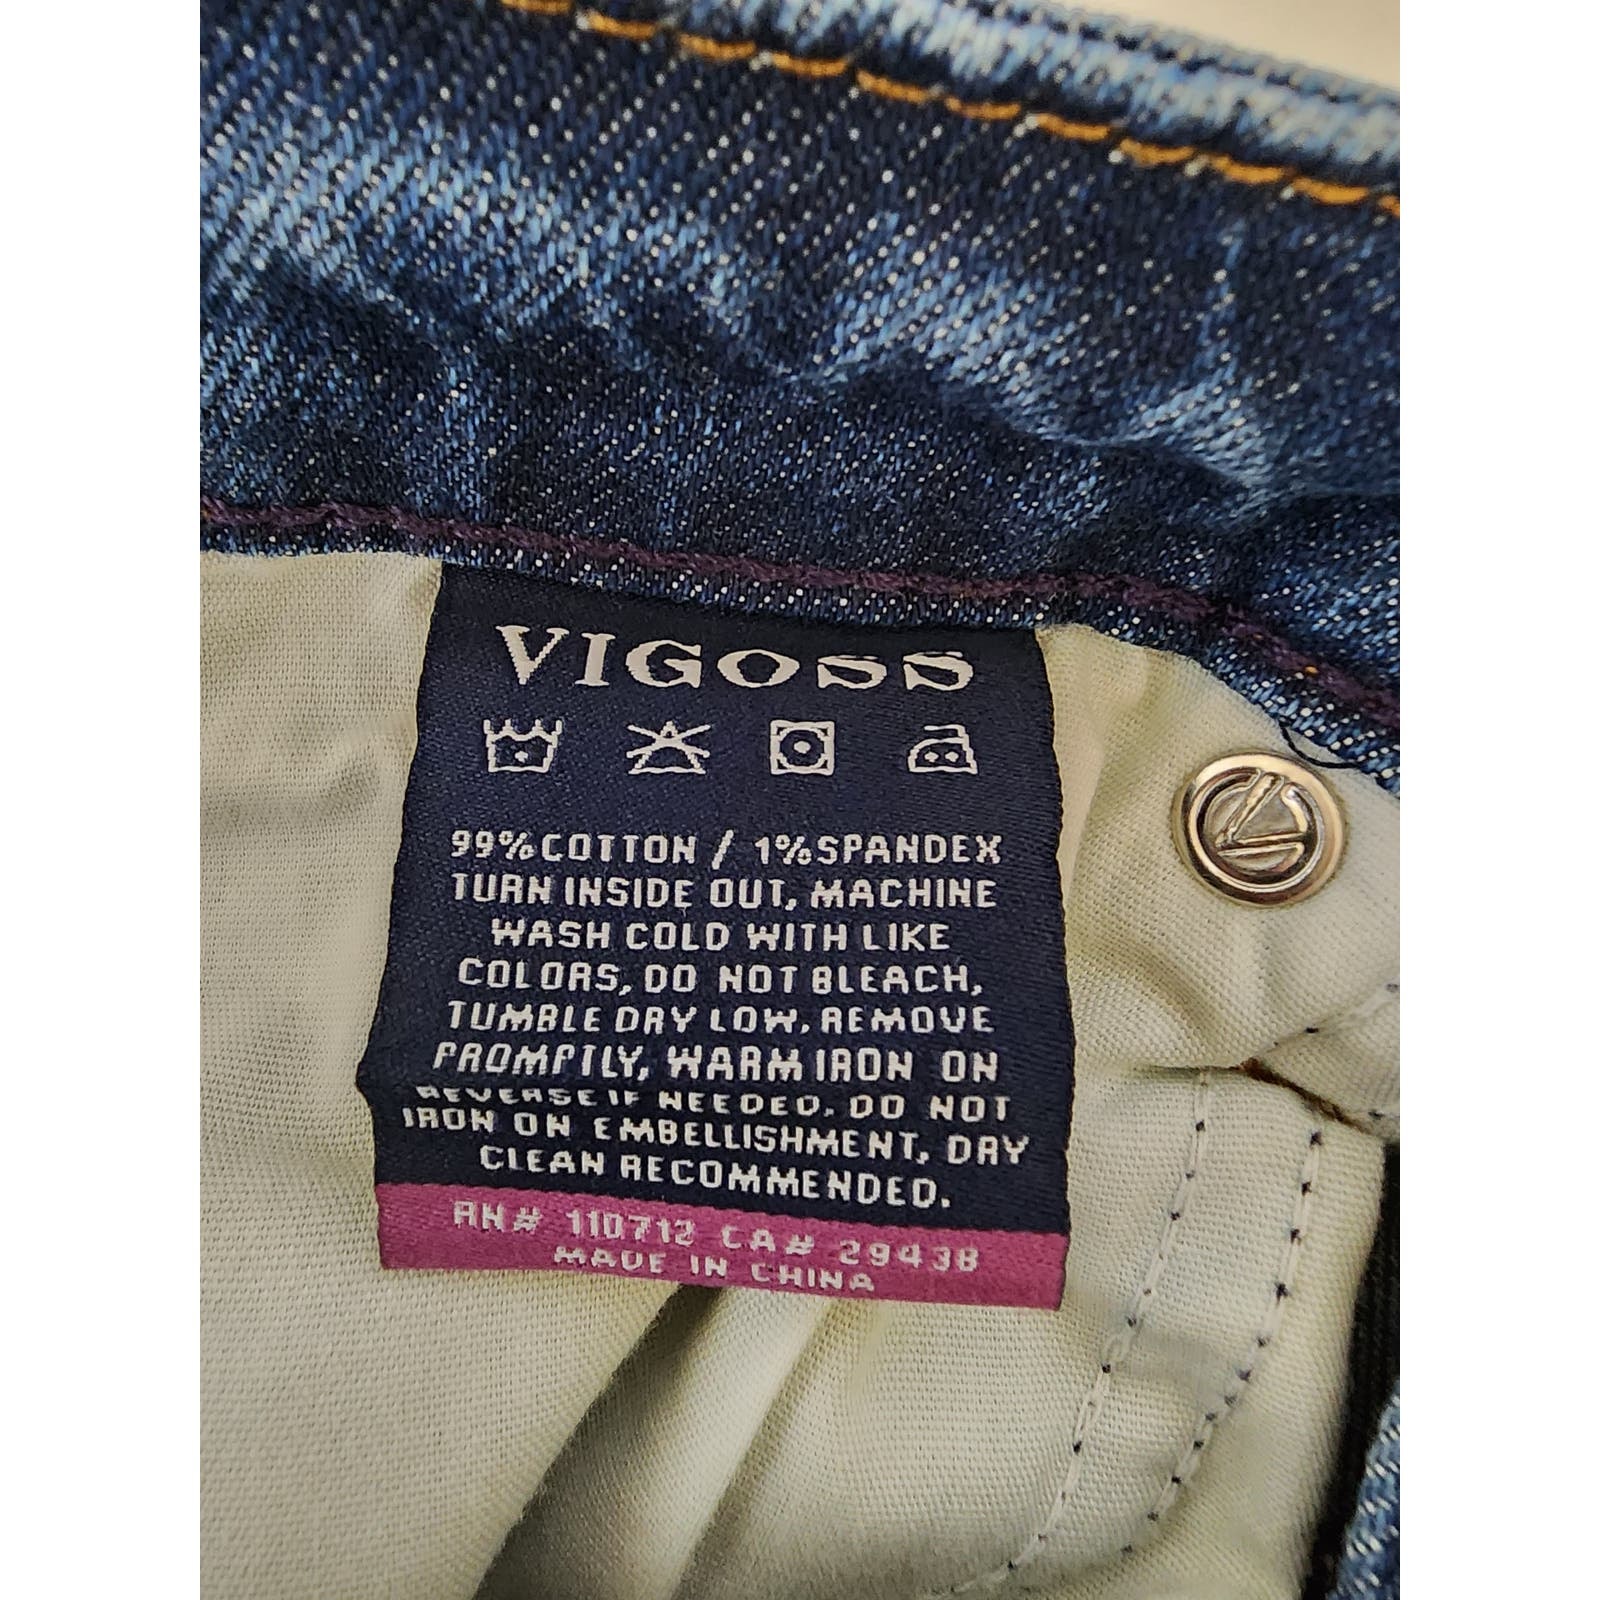 VIGOSS
99%COTTON / 1%SPANDEX
TURN INSIDE OUT, MACHINE
WASH COLD WITH LIKE
COLORS, DO NOT BLEACH,
TUMBLE DRY LOW, REMOVE
PROMPTLY, WARM IRON ON
REVERSE IF NEEDED. DO NOT
IRON ON EMBELLISHMENT, DRY
CLEAN RECOMMENDED.
RN# 110712 CA# 29438
MADE IN CHINA